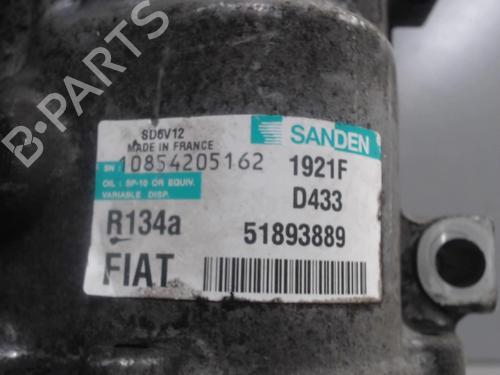 B-PARTS
SD6V12
MADE IN FRANCE
SANDEN
SN : 10854205162
1921F
OIL : SP-10 OR EQUIV.
VARIABLE DISP.
D433
R134a
51893889
FIAT